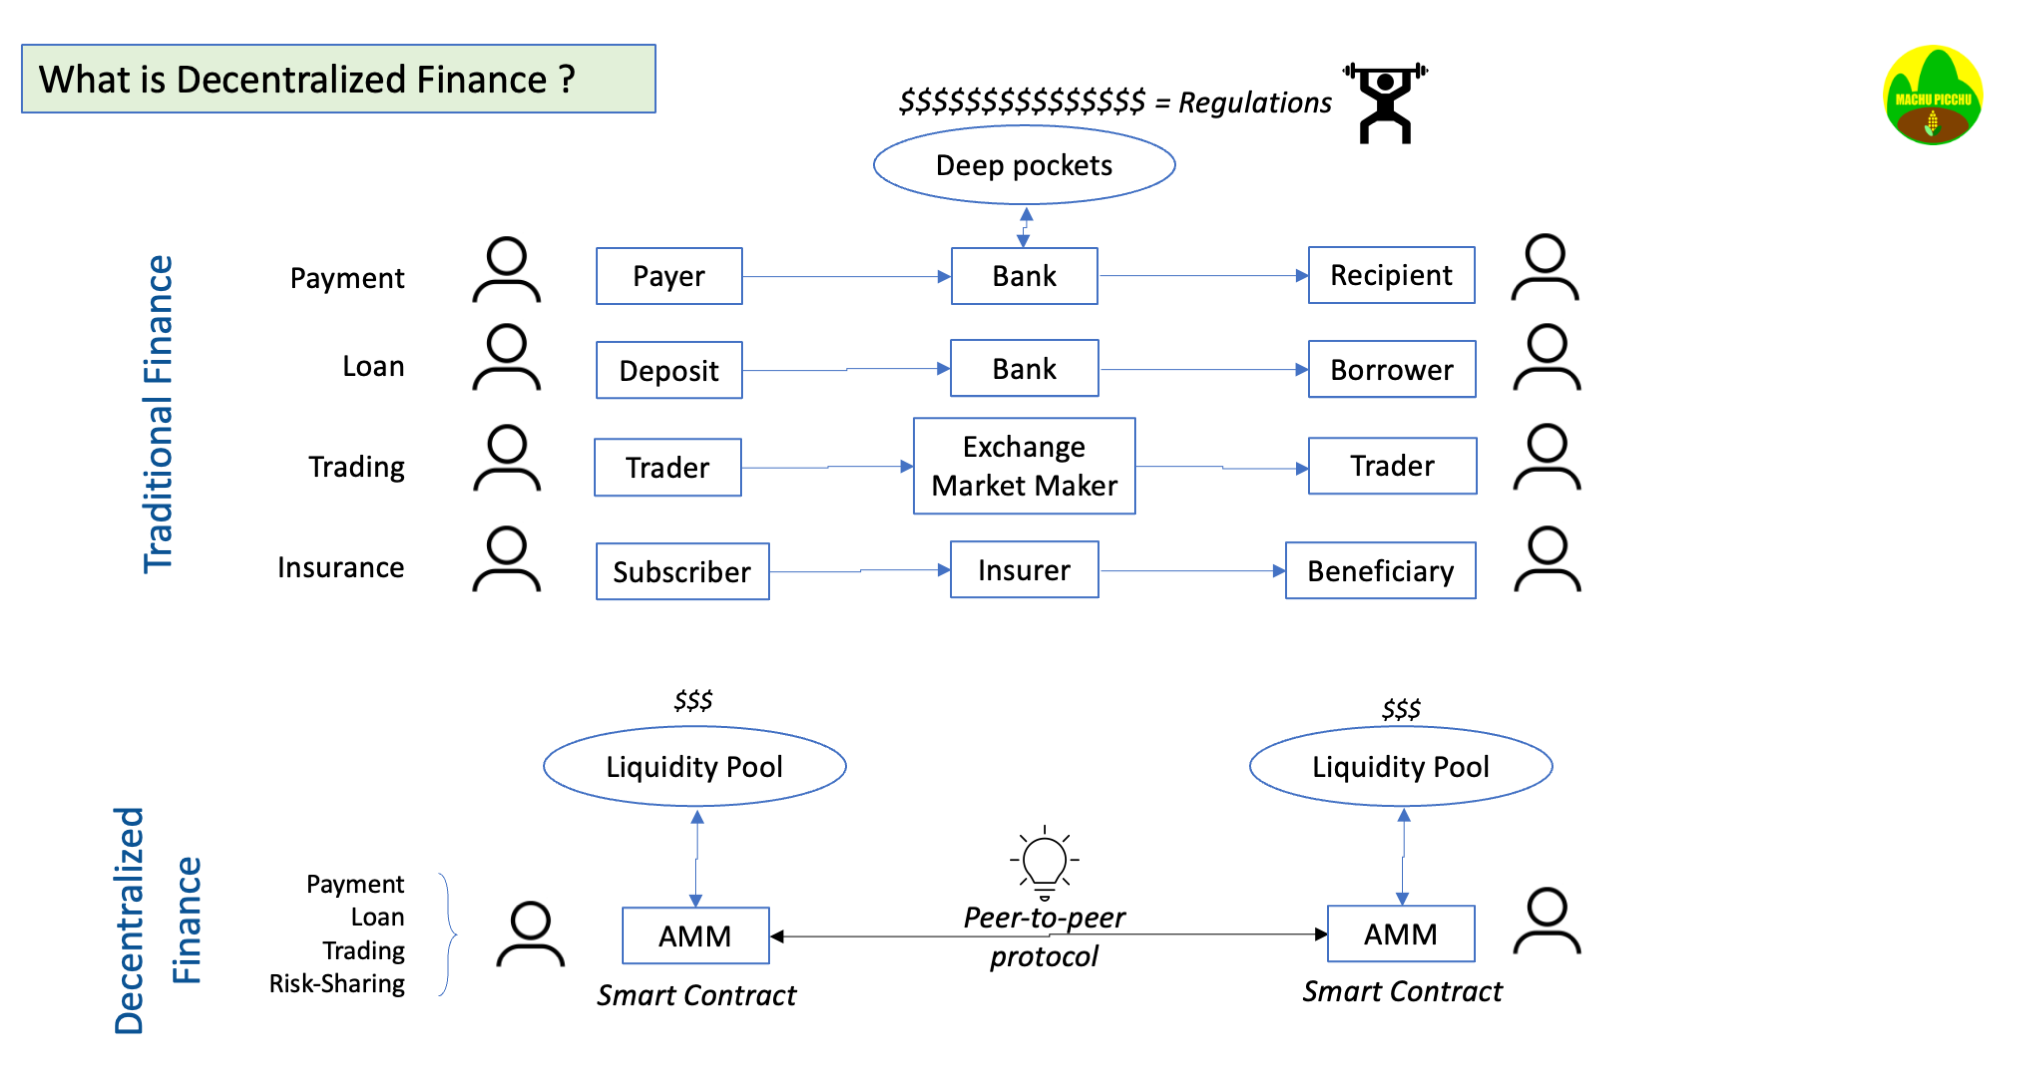 What is Decentralized Finance ?
$$$$$$$$$$$$$$$ = Regulations
MACHU PICCHU
Deep pockets
Traditional Finance
Payment
Payer
Bank
Recipient
Loan
Deposit
Bank
Borrower
Trading
Trader
Exchange
Market Maker
Trader
Insurance
Subscriber
Insurer
Beneficiary
$$$
$$$
Liquidity Pool
Liquidity Pool
Decentralized
Finance
Payment
Loan
Trading
Risk-Sharing
AMM
Smart Contract
Peer-to-peer
protocol
AMM
Smart Contract